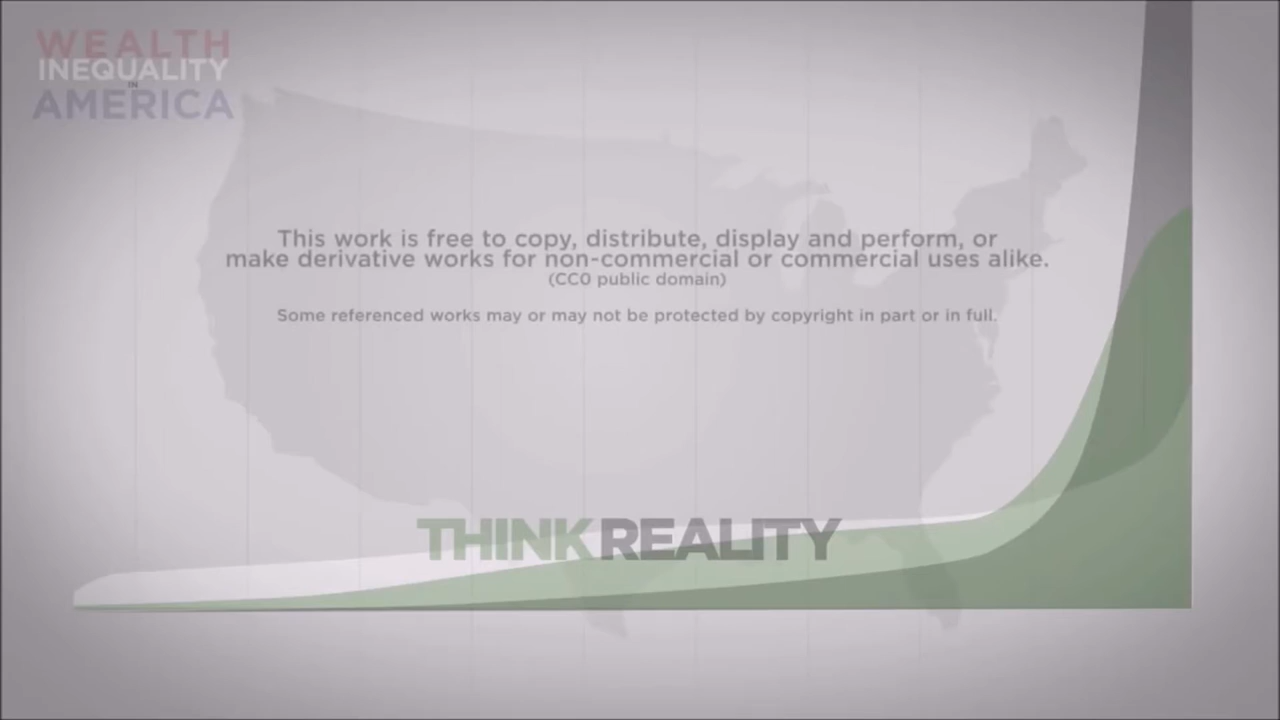 WEALTH
INEQUALITY
IN
AMERICA
This work is free to copy, distribute, display and perform, or
make derivative works for non-commercial or commercial uses alike.
(CC0 public domain)
Some referenced works may or may not be protected by copyright in part or in full.
THINKREALITY